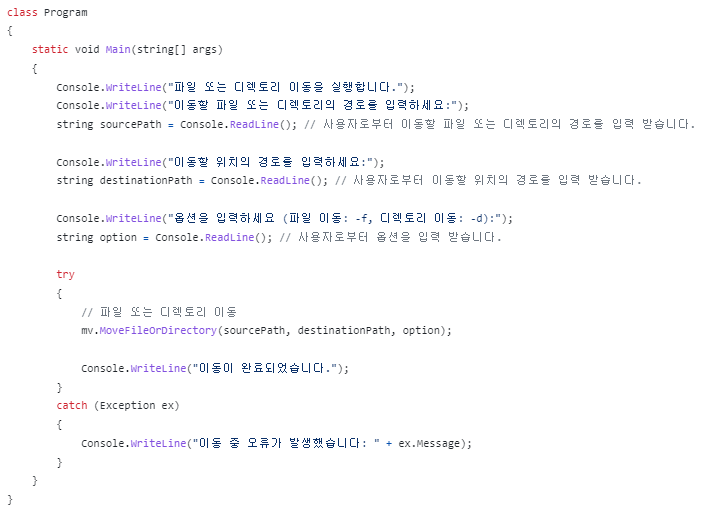 class Program
{
    static void Main(string[] args)
    {
        Console.WriteLine("파일 또는 디렉토리 이동을 실행합니다.");
        Console.WriteLine("이동할 파일 또는 디렉토리의 경로를 입력하세요:");
        string sourcePath = Console.ReadLine(); // 사용자로부터 이동할 파일 또는 디렉토리의 경로를 입력 받습니다.

        Console.WriteLine("이동할 위치의 경로를 입력하세요:");
        string destinationPath = Console.ReadLine(); // 사용자로부터 이동할 위치의 경로를 입력 받습니다.

        Console.WriteLine("옵션을 입력하세요 (파일 이동: -f, 디렉토리 이동: -d):");
        string option = Console.ReadLine(); // 사용자로부터 옵션을 입력 받습니다.

        try
        {
            // 파일 또는 디렉토리 이동
            mv.MoveFileOrDirectory(sourcePath, destinationPath, option);

            Console.WriteLine("이동이 완료되었습니다.");
        }
        catch (Exception ex)
        {
            Console.WriteLine("이동 중 오류가 발생했습니다: " + ex.Message);
        }
    }
}